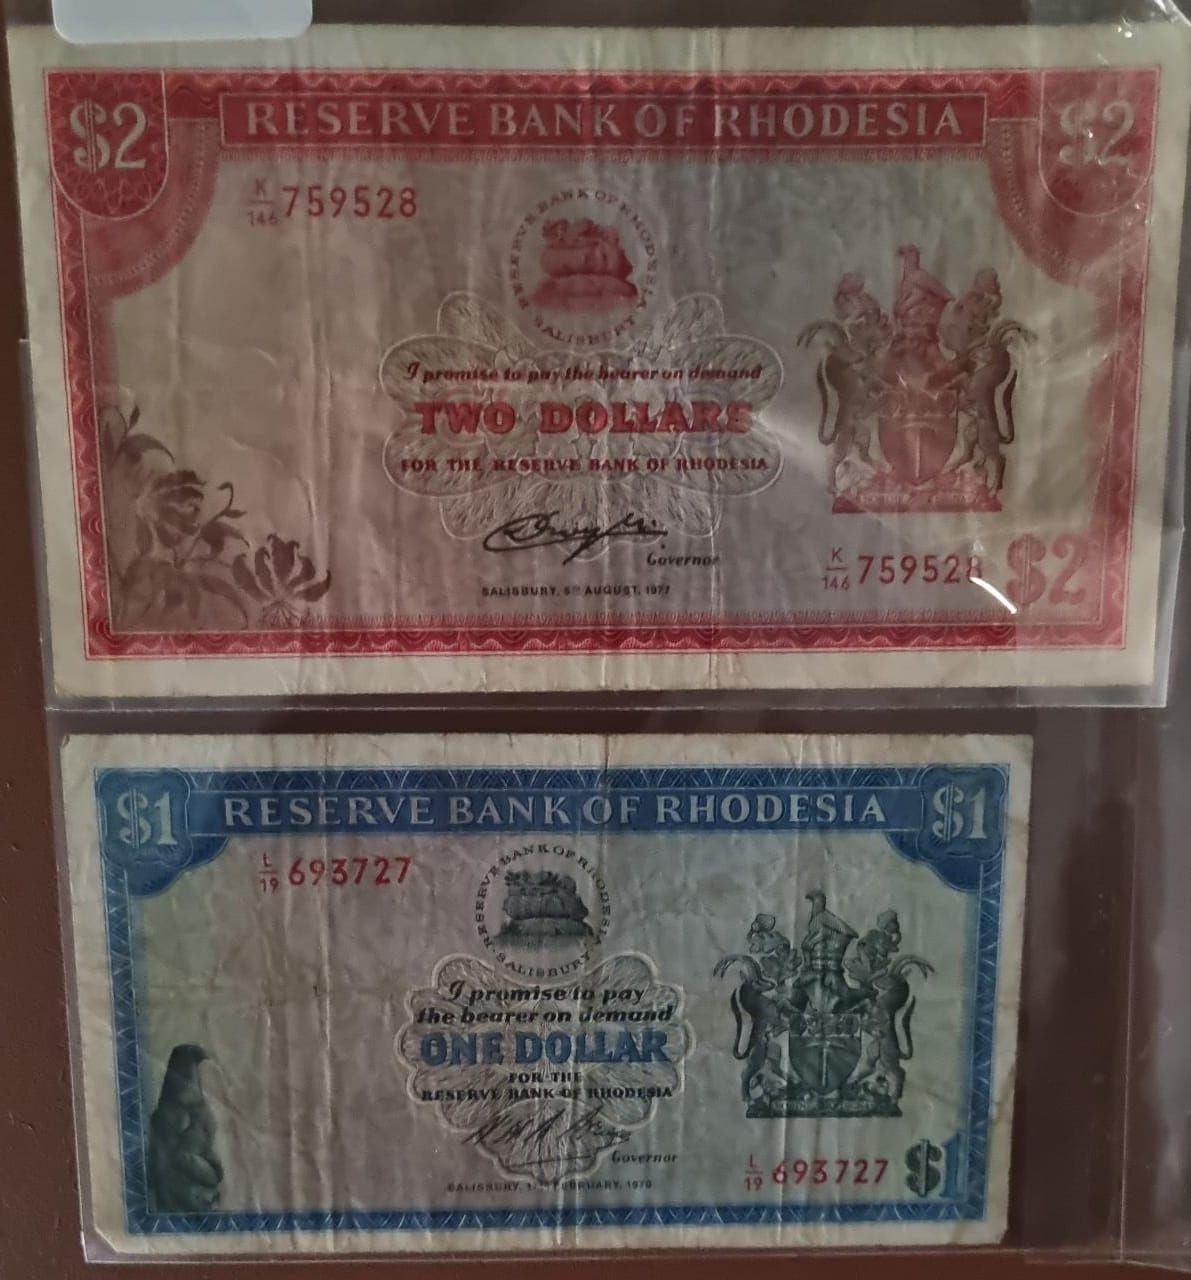 $2 RESERVE BANK OF RHODESIA $2
K/146 759528
RESERVE BANK OF RHODESIA
SALISBURY
I promise to pay the bearer on demand
TWO DOLLARS
FOR THE RESERVE BANK OF RHODESIA
Governor
SALISBURY, 5TH AUGUST, 1977
K/146 759528 $2
$1 RESERVE BANK OF RHODESIA $1
L/19 693727
RESERVE BANK OF RHODESIA
SALISBURY
I promise to pay
the bearer on demand
ONE DOLLAR
FOR THE
RESERVE BANK OF RHODESIA
Governor
SALISBURY, FEBRUARY, 1970
L/19 693727 $1